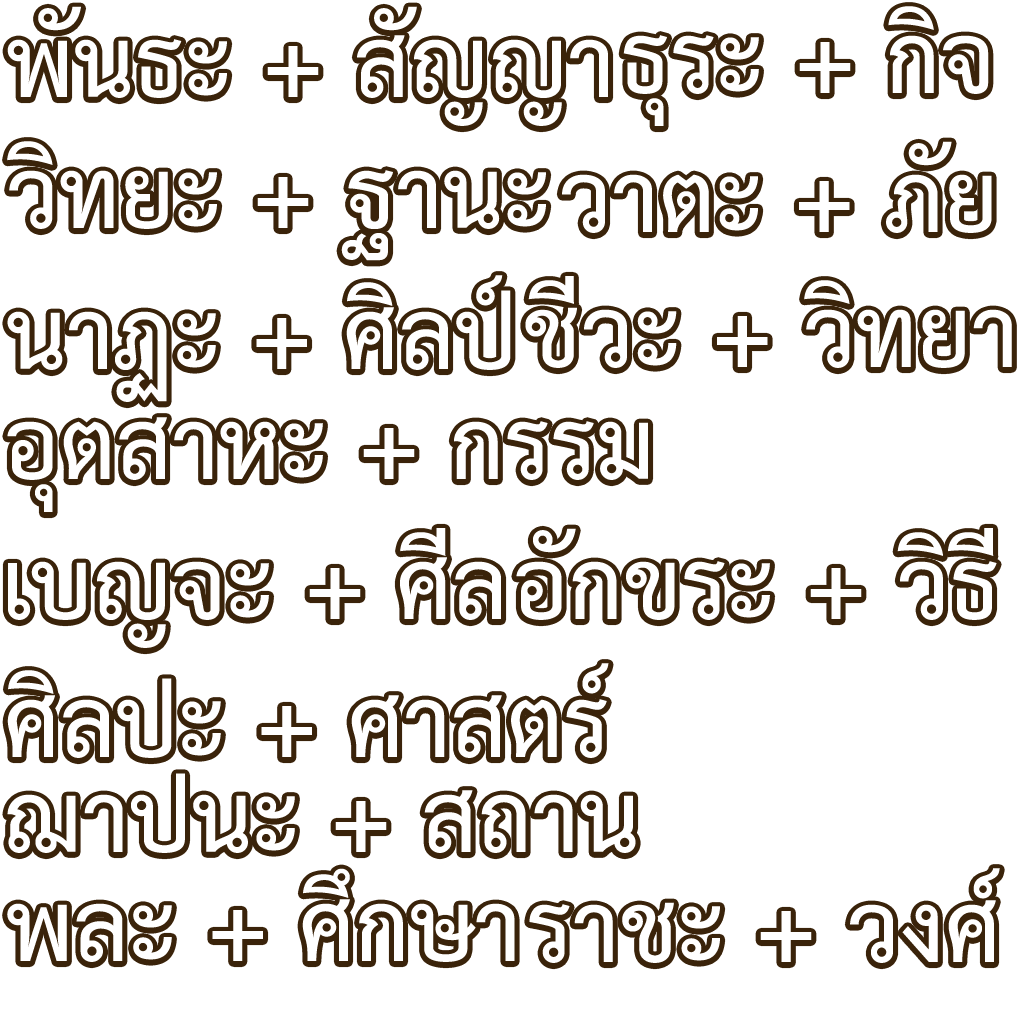 พันธะ + สัญญา ธุระ + กิจ
วิทยะ + ฐานะ วาตะ + ภัย
นาฏะ + ศิลป์ ชีวะ + วิทยา
อุตสาหะ + กรรม
เบญจะ + ศีล อักขระ + วิธี
ศิลปะ + ศาสตร์
ฌาปนะ + สถาน
พละ + ศึกษา ราชะ + วงศ์